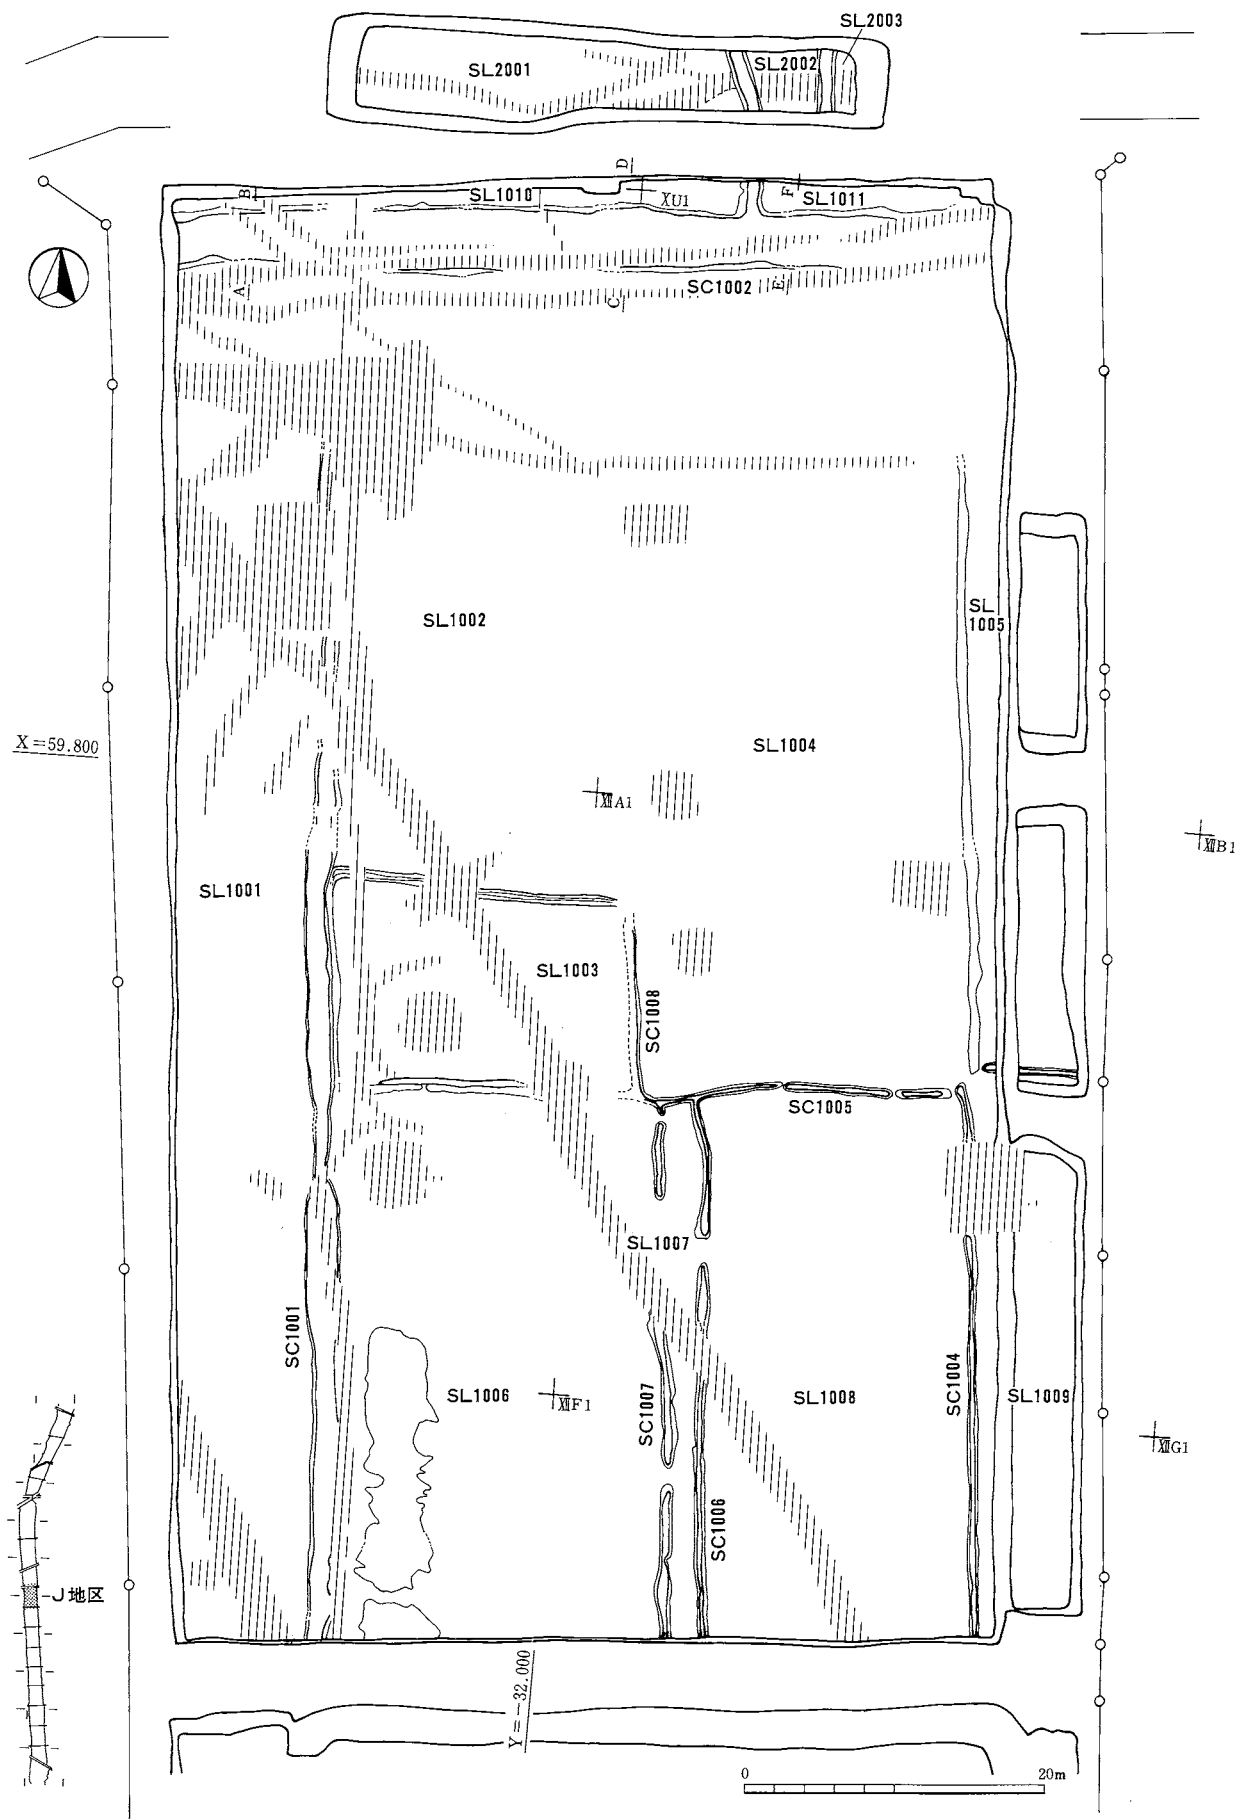 SL2003
SL2001
SL2002
D
B
SL1010
XU1
F
SL1011
A
C
SC1002
E
SL1002
SL
1005
X=59.800
SL1004
ⅫA1
ⅫB1
SL1001
SL1003
SC1008
SC1005
SL1007
SC1001
SL1006
ⅫF1
SC1007
SL1008
SC1004
SL1009
ⅫG1
SC1006
J地区
Y=-32.000
0 20m